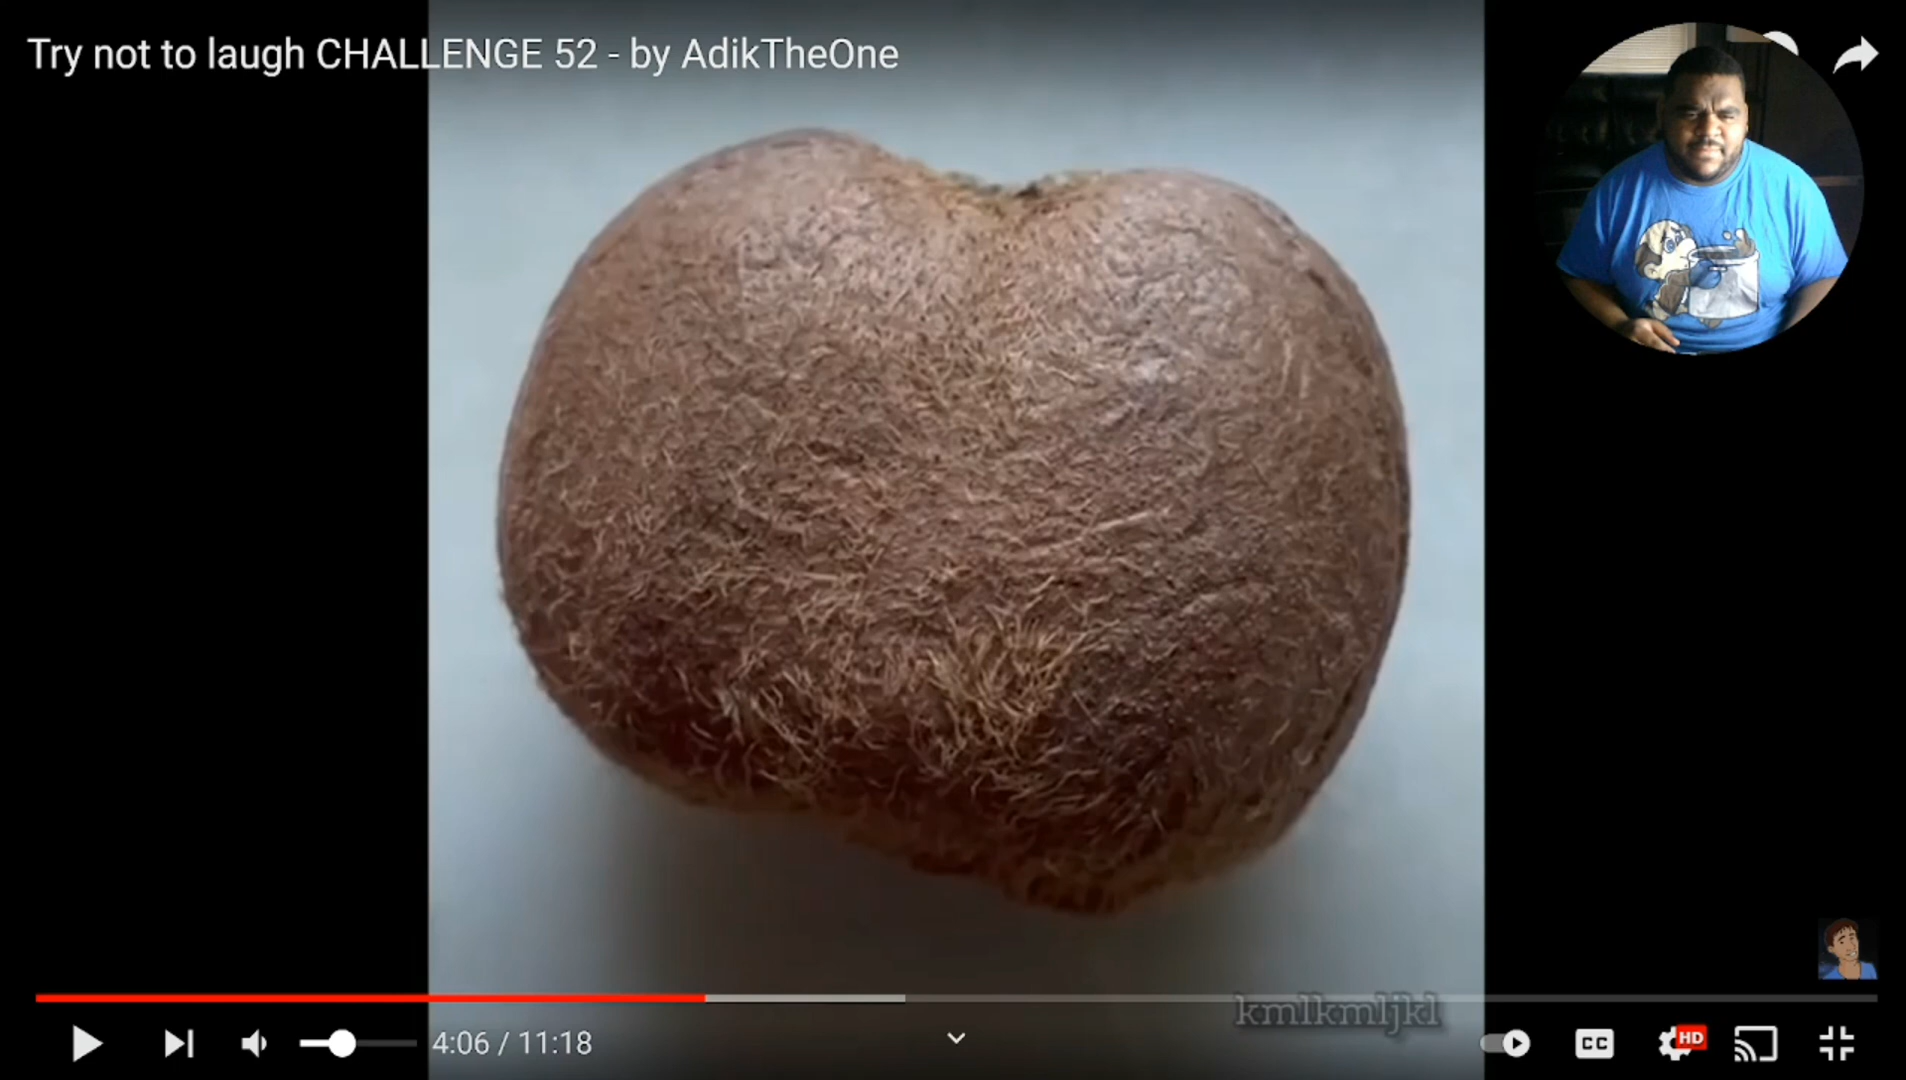 Try not to laugh CHALLENGE 52 - by AdikTheOne
kmlkmljkl
4:06 / 11:18
CC
HD